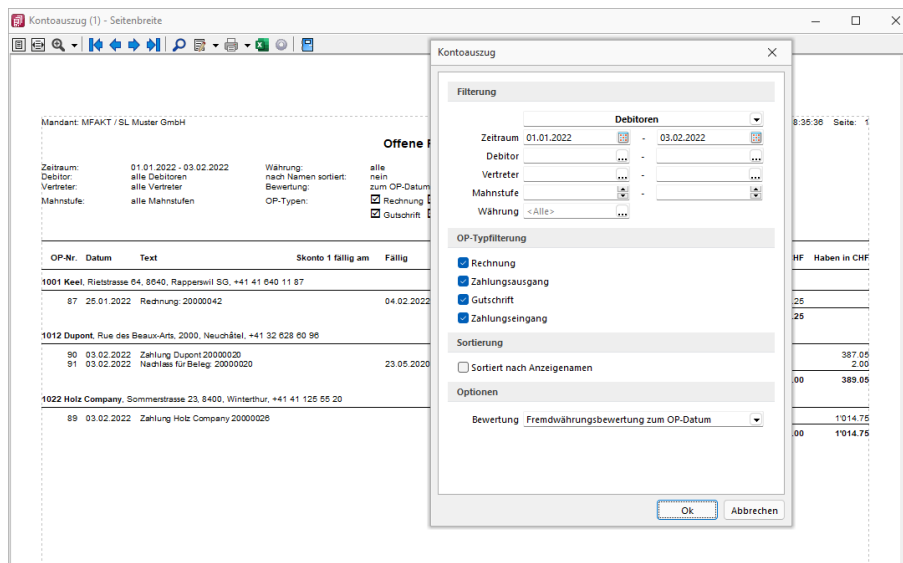 Kontoauszug (1) - Seitenbreite
Mandant: MFAKT / SL Muster GmbH
8:35:36 Seite: 1
Offene
Zeitraum: 01.01.2022 - 03.02.2022 Währung: alle
Debitor: alle Debitoren nach Namen sortiert: nein
Vertreter: alle Vertreter Bewertung: zum OP-Datum
Mahnstufe: alle Mahnstufen OP-Typen: Rechnung
Gutschrift
OP-Nr. Datum Text Skonto 1 fällig am Fällig HF Haben in CHF
1001 Keel, Rietstrasse 64, 8640, Rapperswil SG, +41 41 640 11 87
87 25.01.2022 Rechnung: 20000042 04.02.2022 .25
.25
1012 Dupont, Rue des Beaux-Arts, 2000, Neuchâtel, +41 32 628 60 96
90 03.02.2022 Zahlung Dupont 20000020 387.05
91 03.02.2022 Nachlass für Beleg: 20000020 23.05.2020 2.00
.00 389.05
1022 Holz Company, Sommerstrasse 23, 8400, Winterthur, +41 41 125 55 20
89 03.02.2022 Zahlung Holz Company 20000026 1'014.75
.00 1'014.75
Kontoauszug
Filterung
Debitoren
Zeitraum 01.01.2022 - 03.02.2022
Debitor ... - ...
Vertreter ... - ...
Mahnstufe -
Währung <Alle> ...
OP-Typfilterung
Rechnung
Zahlungsausgang
Gutschrift
Zahlungseingang
Sortierung
Sortiert nach Anzeigenamen
Optionen
Bewertung Fremdwährungsbewertung zum OP-Datum
Ok Abbrechen